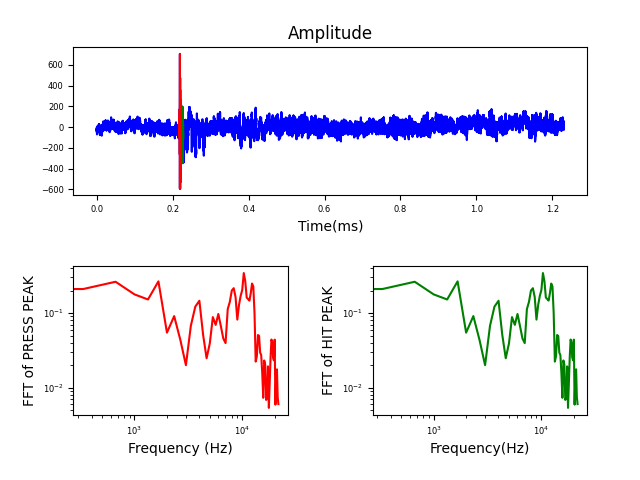 Amplitude
600
400
200
0
−200
−400
−600
0.0 0.2 0.4 0.6 0.8 1.0 1.2
Time(ms)
FFT of PRESS PEAK
10⁻¹
10⁻²
10³ 10⁴
Frequency (Hz)
FFT of HIT PEAK
10⁻¹
10⁻²
10³ 10⁴
Frequency(Hz)